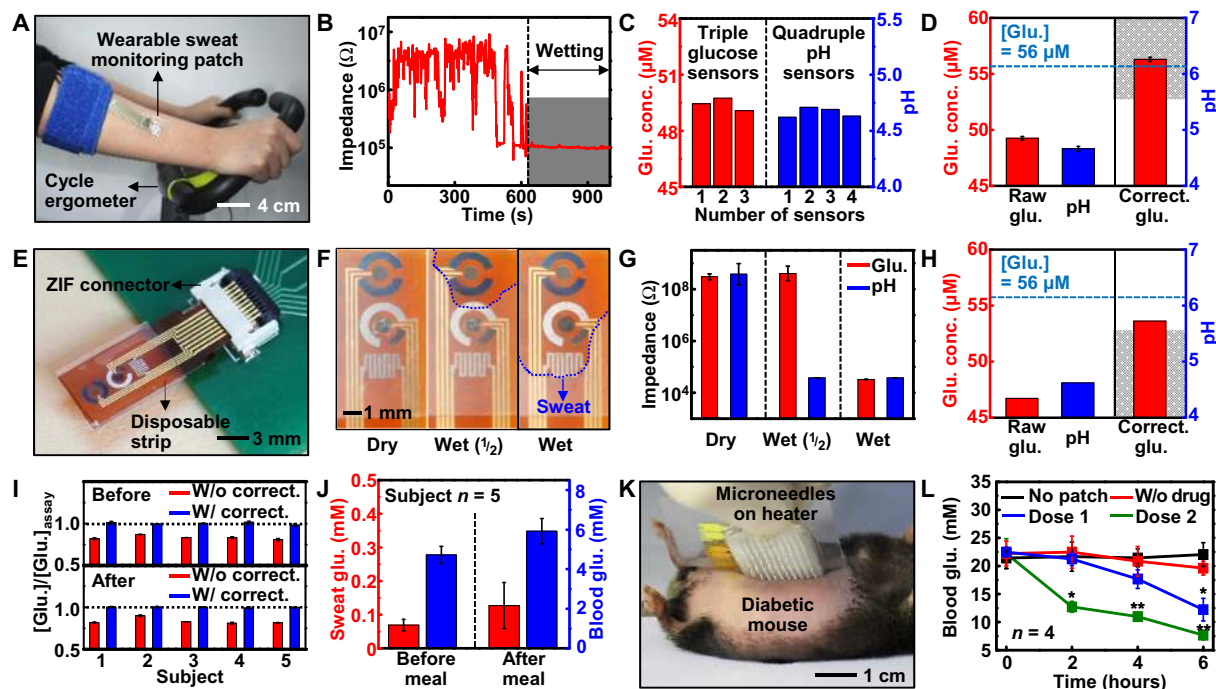 A
Wearable sweat
monitoring patch
Cycle
ergometer
4 cm
B
Impedance (Ω)
10⁷
10⁶
10⁵
Wetting
0 300 600 900
Time (s)
C
Glu. conc. (µM)
54
51
48
45
Triple
glucose
sensors
Quadruple
pH
sensors
5.5
5.0
4.5
4.0
pH
1 2 3 1 2 3 4
Number of sensors
D
Glu. conc. (µM)
60
55
50
45
[Glu.]
= 56 µM
7
6
5
4
pH
Raw
glu.
pH
Correct.
glu.
E
ZIF connector
Disposable
strip
3 mm
F
1 mm
Sweat
Dry Wet (1/2) Wet
G
Impedance (Ω)
10⁸
10⁴
Glu.
pH
Dry Wet (1/2) Wet
H
Glu. conc. (µM)
60
55
50
45
[Glu.]
= 56 µM
7
6
5
4
pH
Raw
glu.
pH
Correct.
glu.
I
[Glu.]/[Glu.]assay
Before
W/o correct.
W/ correct.
1.0
0.5
After
W/o correct.
W/ correct.
1.0
0.5
1 2 3 4 5
Subject
J
Sweat glu. (mM)
0.5
0.4
0.3
0.2
0.1
0
Subject n = 5
8
6
4
2
0
Blood glu. (mM)
Before
meal
After
meal
K
Microneedles
on heater
Diabetic
mouse
1 cm
L
Blood glu. (mM)
30
25
20
15
10
5
No patch
W/o drug
Dose 1
Dose 2
*
**
*
**
n = 4
0 2 4 6
Time (hours)